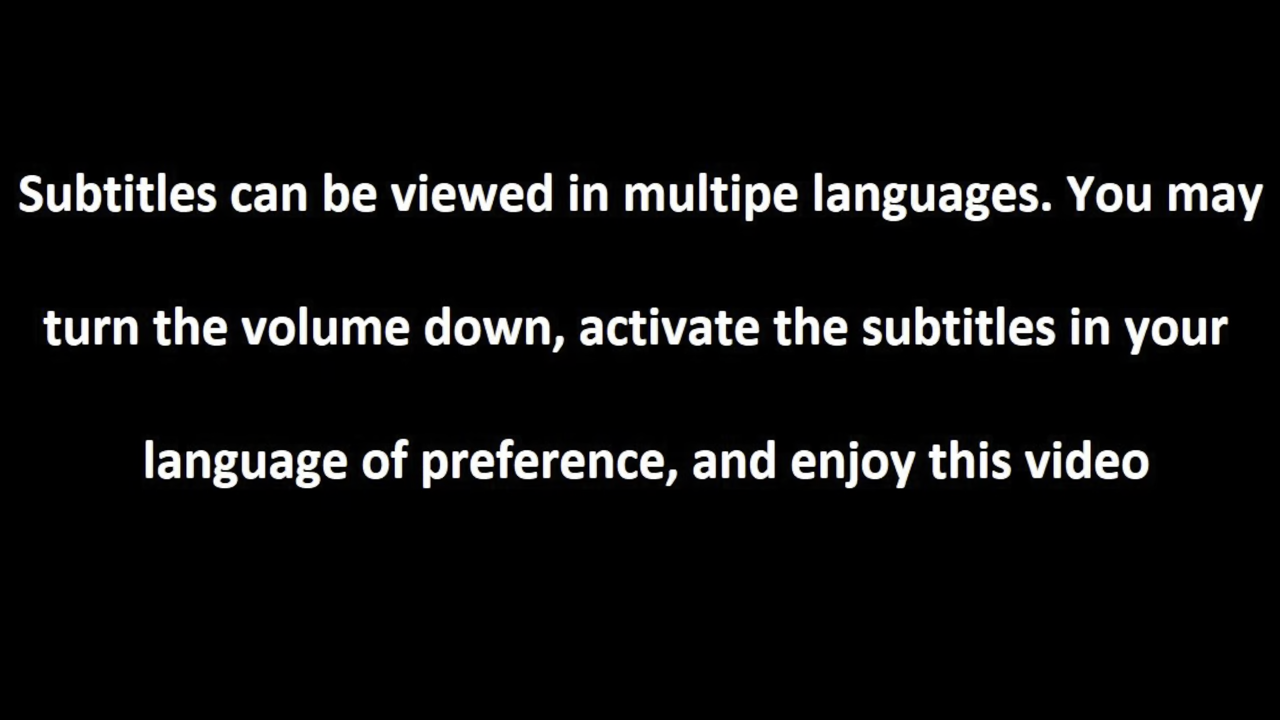 Subtitles can be viewed in multipe languages. You may
turn the volume down, activate the subtitles in your
language of preference, and enjoy this video